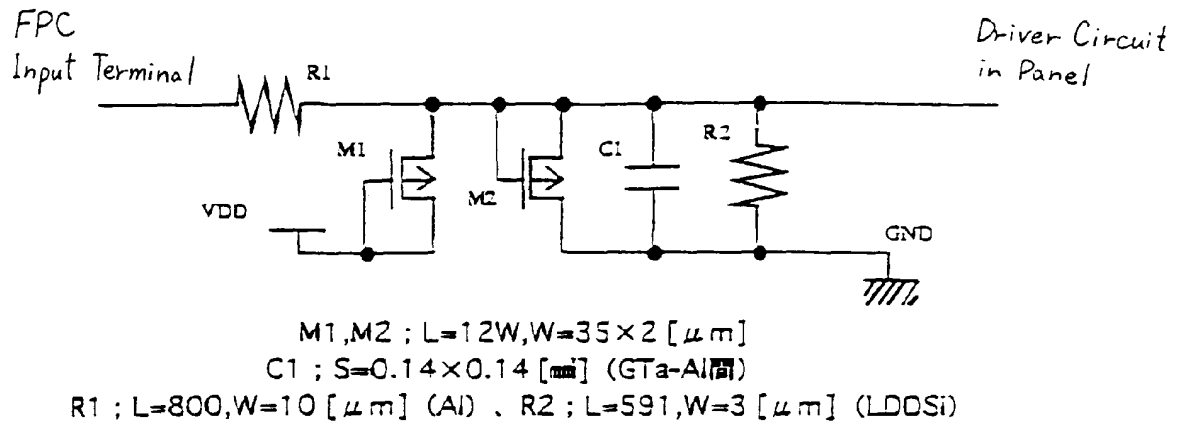 FPC
Input Terminal
Driver Circuit
in Panel
R1
M1
M2
C1
R2
VDD
GND
M1,M2 ; L=12W,W=35×2 [μm]
C1 ; S=0.14×0.14 [㎟] (GTa-Al間)
R1 ; L=800,W=10 [μm] (Al) 、 R2 ; L=591,W=3 [μm] (LDDSi)